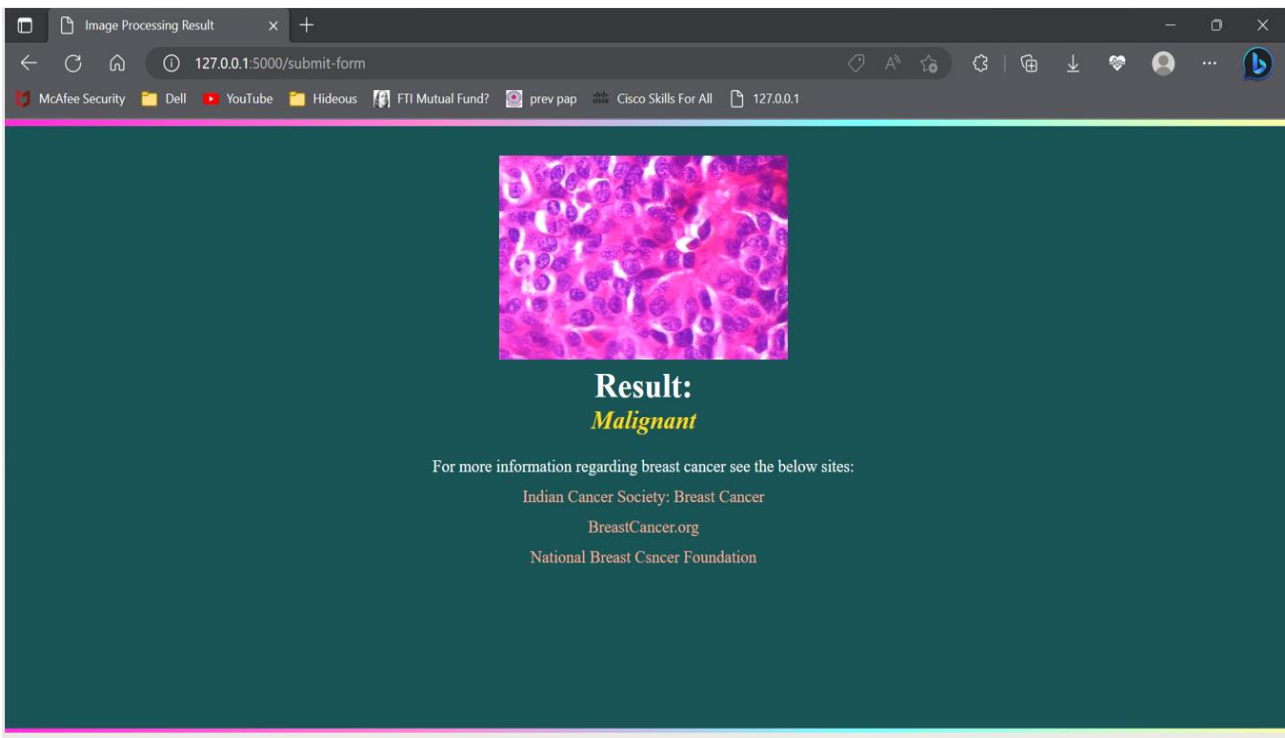 Image Processing Result
127.0.0.1:5000/submit-form
McAfee Security Dell YouTube Hideous FTI Mutual Fund? prev pap Cisco Skills For All 127.0.0.1
Result:
Malignant
For more information regarding breast cancer see the below sites:
Indian Cancer Society: Breast Cancer
BreastCancer.org
National Breast Csncer Foundation